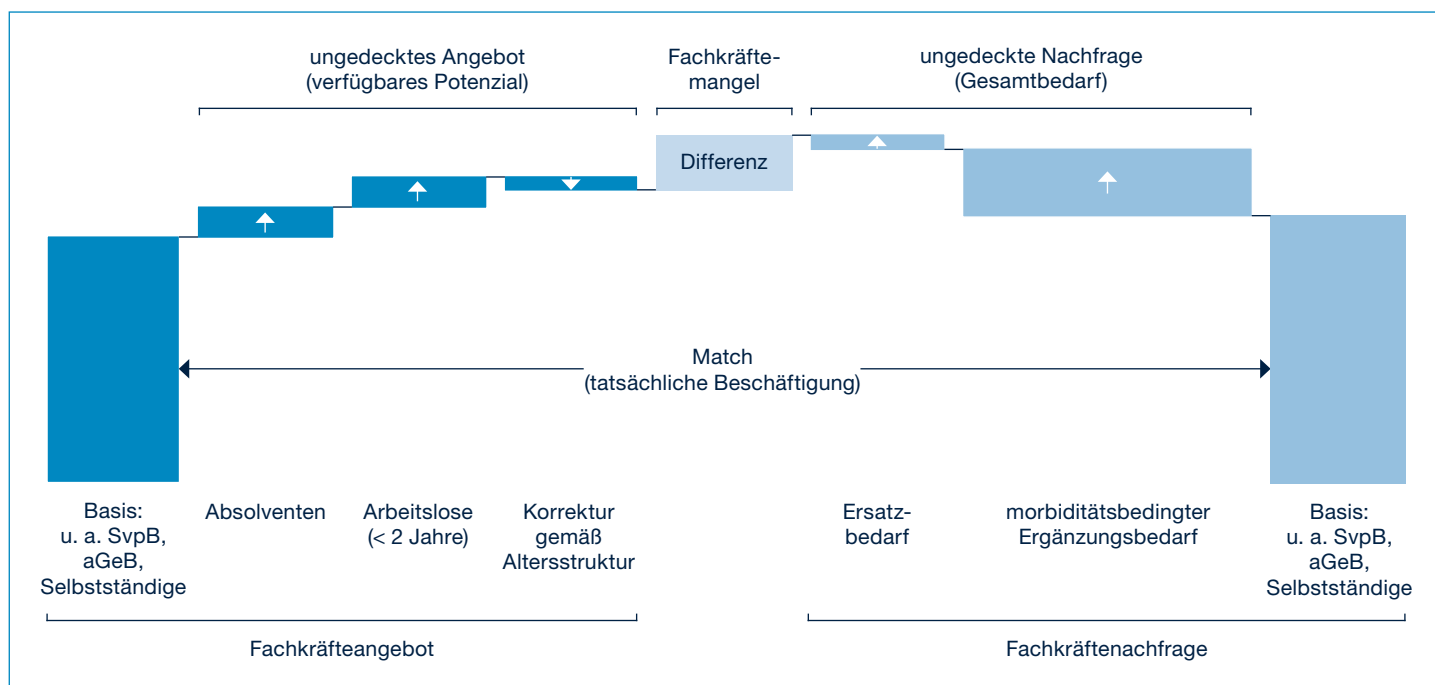 ungedecktes Angebot
(verfügbares Potenzial)
Fachkräfte-
mangel
ungedeckte Nachfrage
(Gesamtbedarf)
Differenz
Match
(tatsächliche Beschäftigung)
Basis:
u. a. SvpB,
aGeB,
Selbstständige
Absolventen
Arbeitslose
(< 2 Jahre)
Korrektur
gemäß
Altersstruktur
Ersatz-
bedarf
morbiditätsbedingter
Ergänzungsbedarf
Basis:
u. a. SvpB,
aGeB,
Selbstständige
Fachkräfteangebot
Fachkräftenachfrage